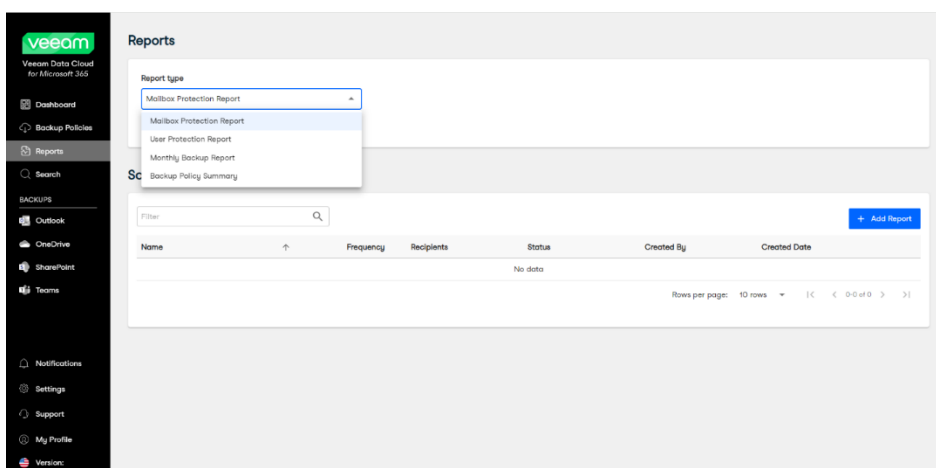 veeam
Veeam Data Cloud
for Microsoft 365
Dashboard
Backup Policies
Reports
Search
BACKUPS
Outlook
OneDrive
SharePoint
Teams
Notifications
Settings
Support
My Profile
Version:
Reports
Report type
Mailbox Protection Report
Mailbox Protection Report
User Protection Report
Monthly Backup Report
Backup Policy Summary
Sc
Filter
+ Add Report
Name Frequency Recipients Status Created By Created Date
No data
Rows per page: 10 rows 0-0 of 0